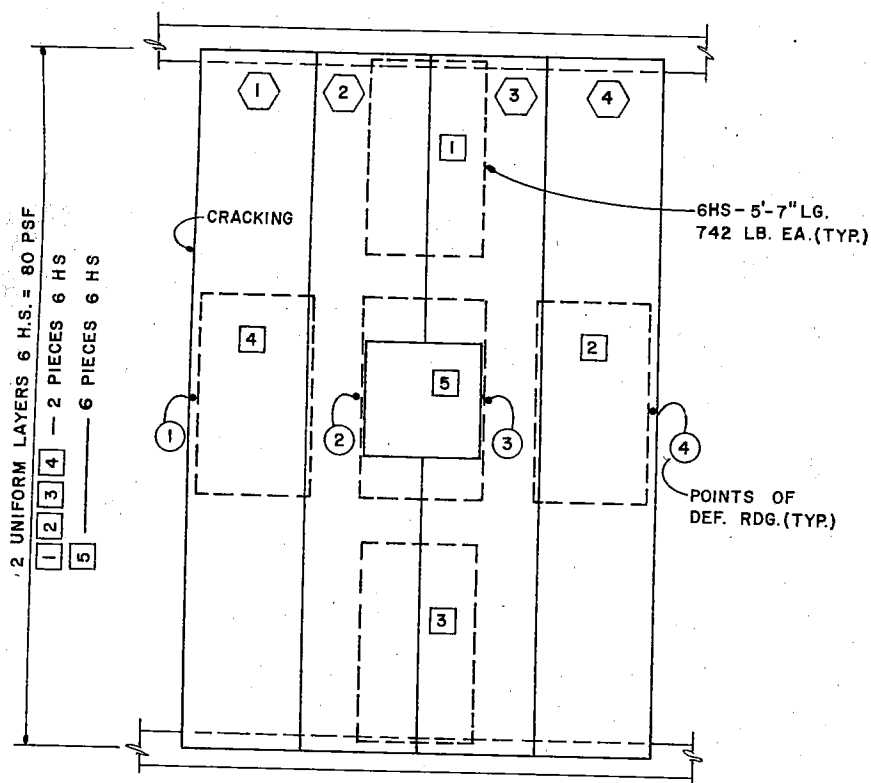 1
2
3
4
1
6HS-5'-7" LG.
742 LB. EA.(TYP.)
CRACKING
2 UNIFORM LAYERS 6 H.S. = 80 PSF
1 2 3 4 — 2 PIECES 6 HS
5 — 6 PIECES 6 HS
4
2
5
1
2
3
4
POINTS OF
DEF. RDG.(TYP.)
3